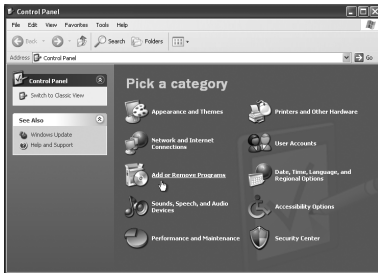 Control Panel
File Edit View Favorites Tools Help
Back Search Folders
Address Control Panel Go
Control Panel
Switch to Classic View
See Also
Windows Update
Help and Support
Pick a category
Appearance and Themes
Printers and Other Hardware
Network and Internet
Connections
User Accounts
Add or Remove Programs
Date, Time, Language, and
Regional Options
Sounds, Speech, and Audio
Devices
Accessibility Options
Performance and Maintenance
Security Center